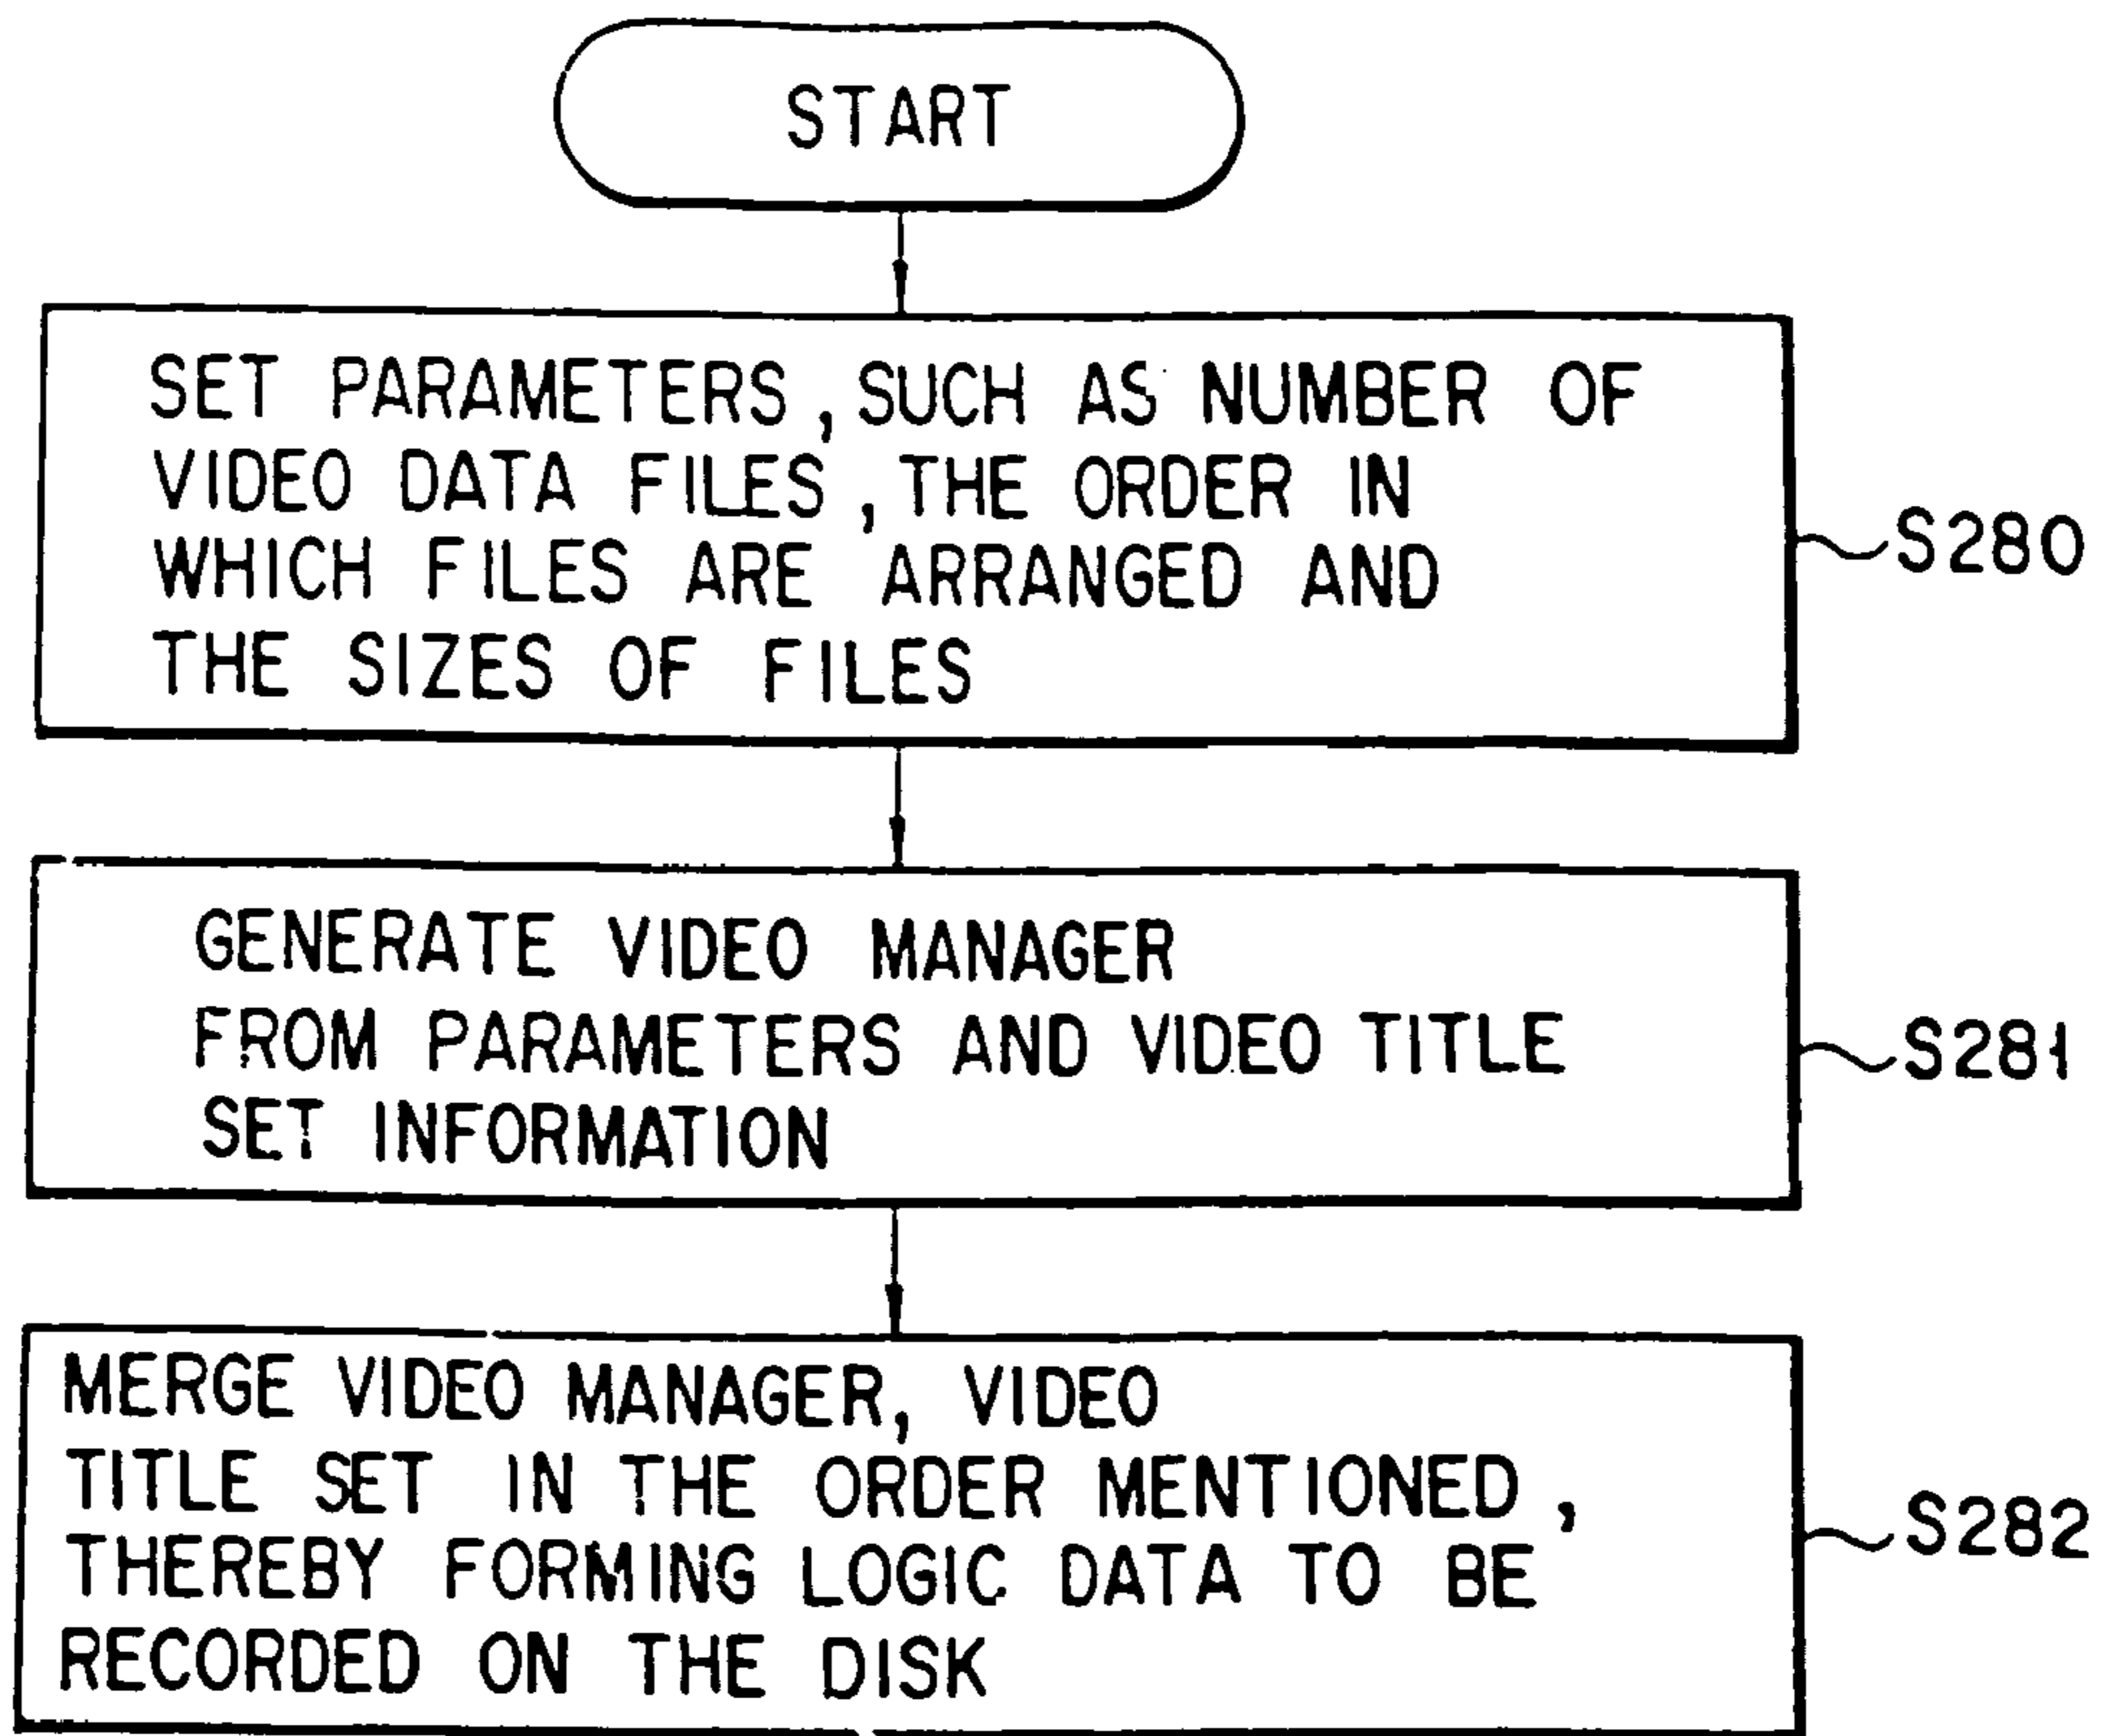 START
SET PARAMETERS, SUCH AS NUMBER OF
VIDEO DATA FILES, THE ORDER IN
WHICH FILES ARE ARRANGED AND
THE SIZES OF FILES
S280
GENERATE VIDEO MANAGER
FROM PARAMETERS AND VIDEO TITLE
SET INFORMATION
S281
MERGE VIDEO MANAGER, VIDEO
TITLE SET IN THE ORDER MENTIONED,
THEREBY FORMING LOGIC DATA TO BE
RECORDED ON THE DISK
S282